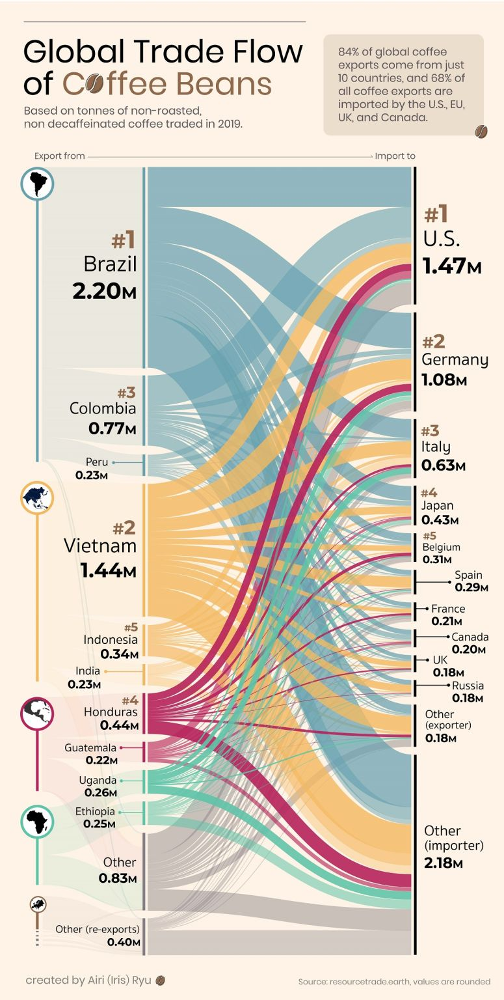 Global Trade Flow
of Coffee Beans
Based on tonnes of non-roasted,
non decaffeinated coffee traded in 2019.
84% of global coffee
exports come from just
10 countries, and 68% of
all coffee exports are
imported by the U.S., EU,
UK, and Canada.
Export from
Import to
#1
Brazil
2.20M
#3
Colombia
0.77M
Peru
0.23M
#2
Vietnam
1.44M
#5
Indonesia
0.34M
India
0.23M
#4
Honduras
0.44M
Guatemala
0.22M
Uganda
0.26M
Ethiopia
0.25M
Other
0.83M
Other (re-exports)
0.40M
#1
U.S.
1.47M
#2
Germany
1.08M
#3
Italy
0.63M
#4
Japan
0.43M
#5
Belgium
0.31M
Spain
0.29M
France
0.21M
Canada
0.20M
UK
0.18M
Russia
0.18M
Other
(exporter)
0.18M
Other
(importer)
2.18M
created by Airi (Iris) Ryu
Source: resourcetrade.earth, values are rounded